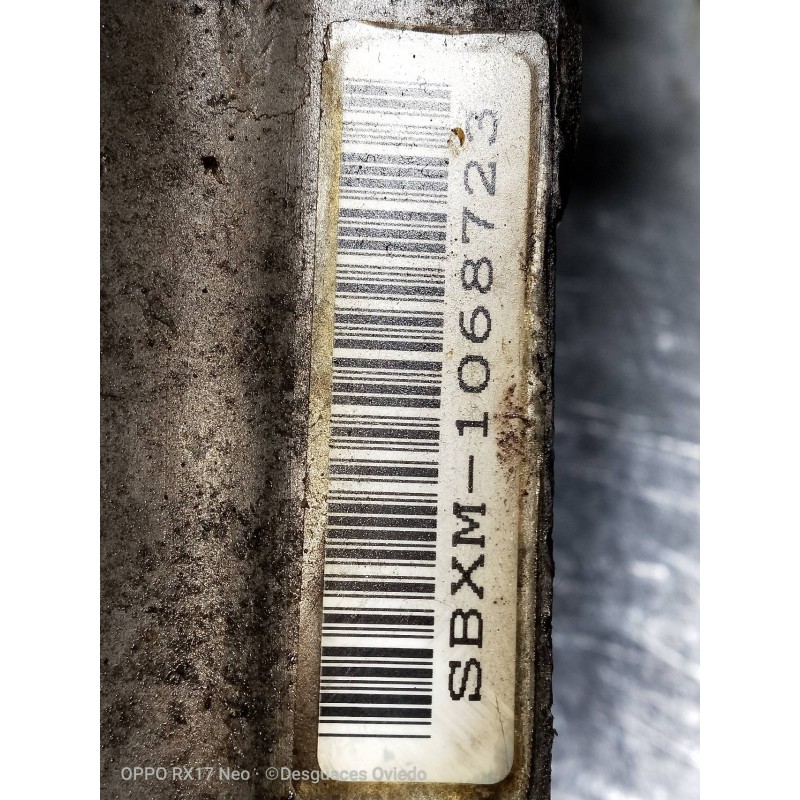 SBXM-1068723
OPPO RX17 Neo · ©Desguaces Oviedo